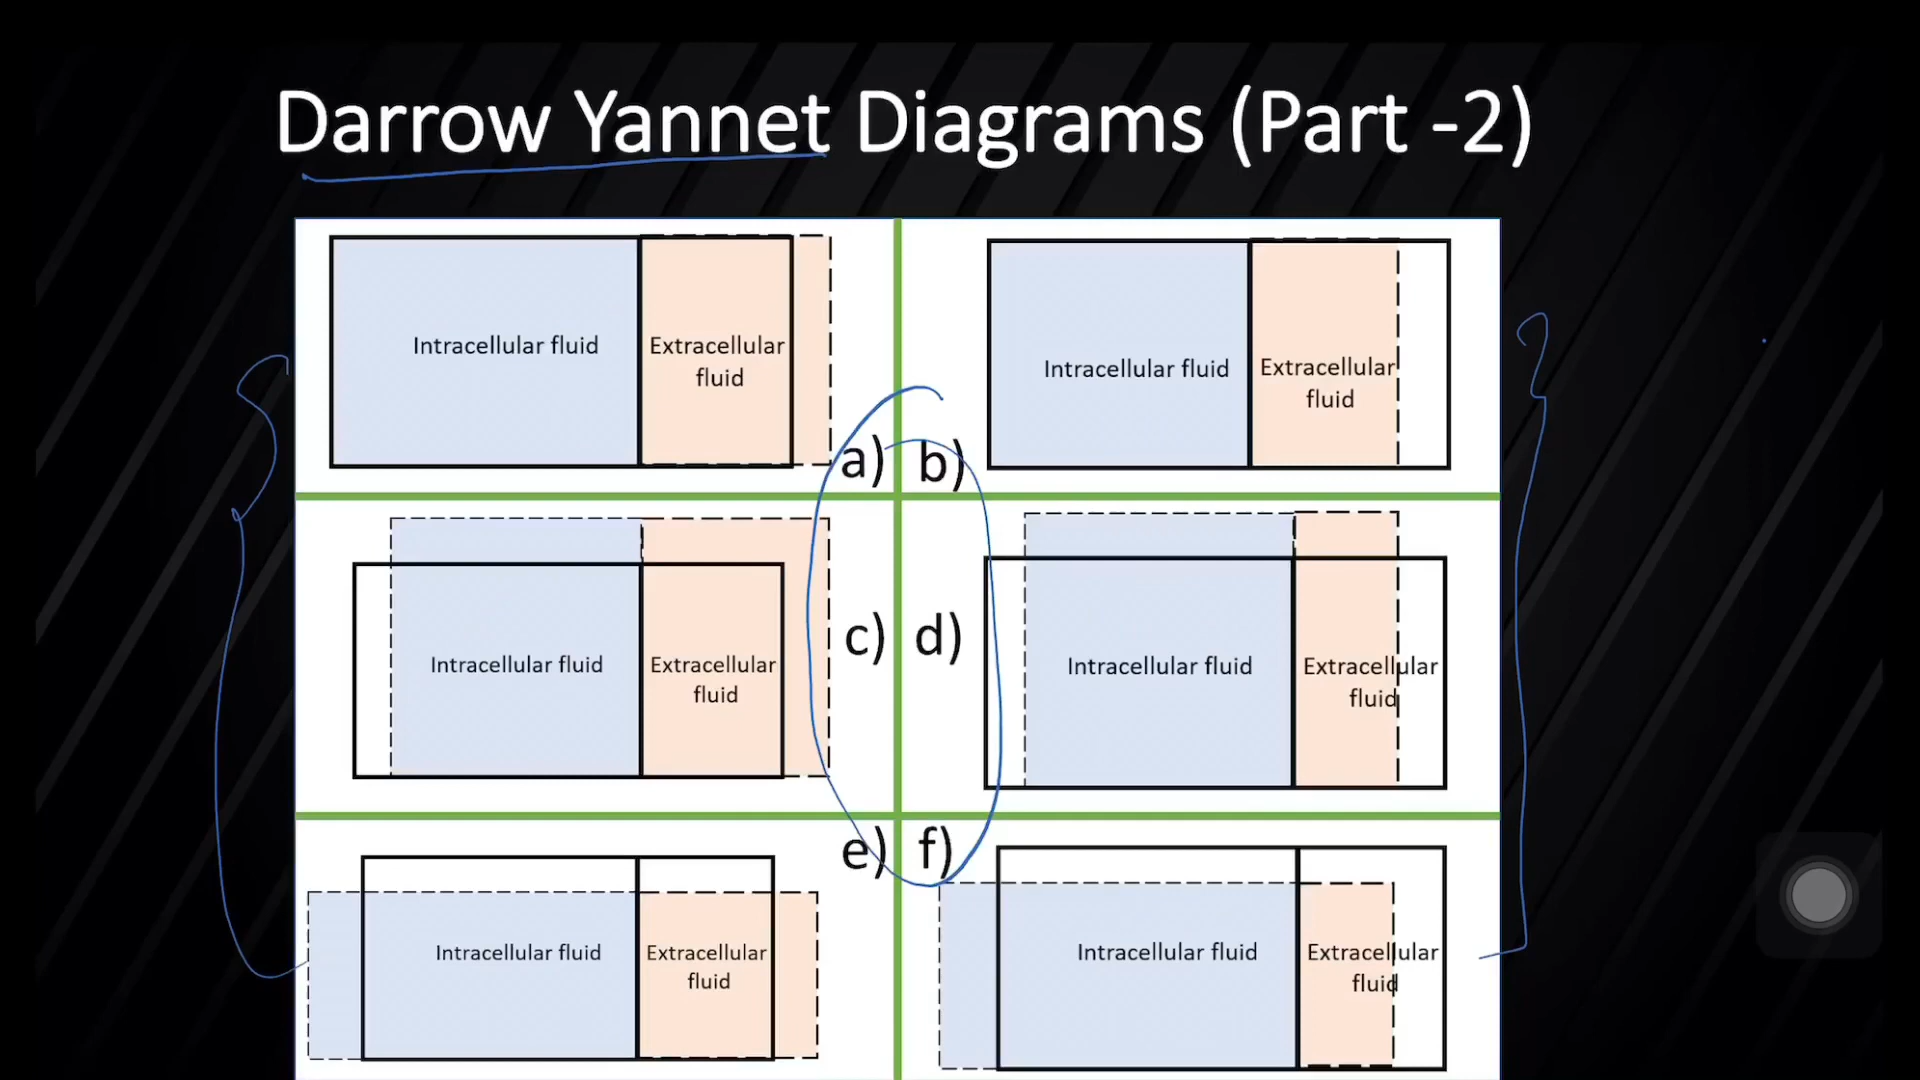 Darrow Yannet Diagrams (Part -2)
Intracellular fluid
Extracellular
fluid
a)
Intracellular fluid
Extracellular
fluid
b)
Intracellular fluid
Extracellular
fluid
c)
Intracellular fluid
Extracellular
fluid
d)
Intracellular fluid
Extracellular
fluid
e)
Intracellular fluid
Extracellular
fluid
f)